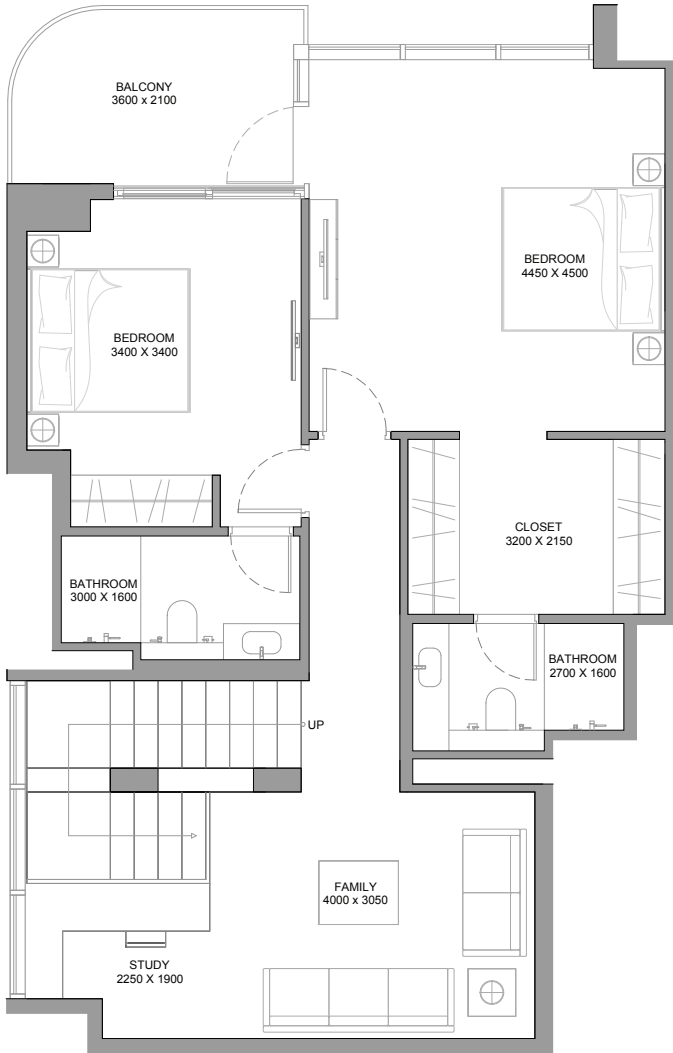 BALCONY
3600 x 2100
BEDROOM
4450 X 4500
BEDROOM
3400 X 3400
CLOSET
3200 X 2150
BATHROOM
3000 X 1600
BATHROOM
2700 X 1600
UP
FAMILY
4000 x 3050
STUDY
2250 X 1900